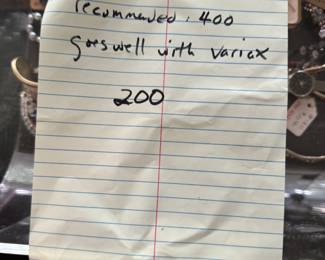 recommended: 400
goes well with variax
200